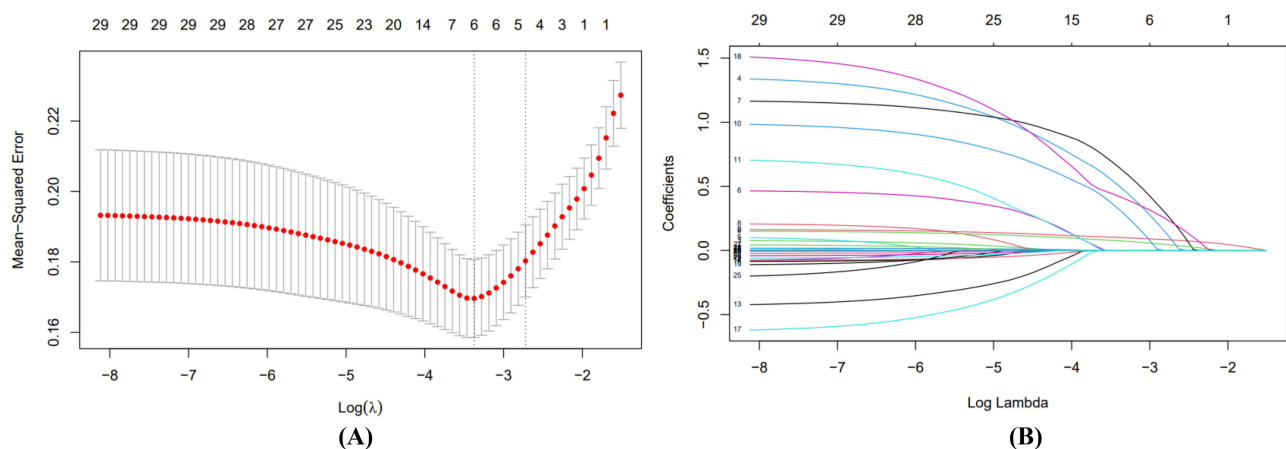 29 29 29 29 28 27 27 25 23 20 14 7 6 6 5 4 3 1 1
Mean−Squared Error
0.22
0.20
0.18
0.16
−8 −7 −6 −5 −4 −3 −2
Log(λ)
(A)
29 29 28 25 15 6 1
Coefficients
1.5
1.0
0.5
0.0
−0.5
18
4
7
10
11
6
8
19
25
13
17
−8 −7 −6 −5 −4 −3 −2
Log Lambda
(B)